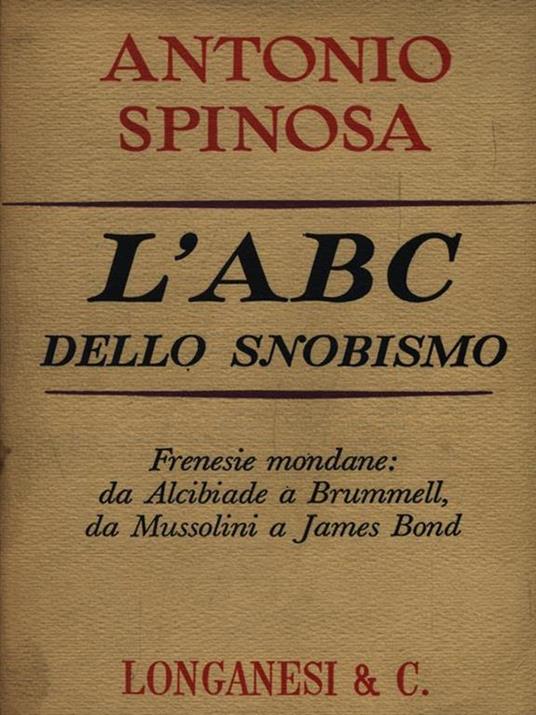 ANTONIO
SPINOSA
L'ABC
DELLO SNOBISMO
Frenesie mondane:
da Alcibiade a Brummell,
da Mussolini a James Bond
LONGANESI & C.